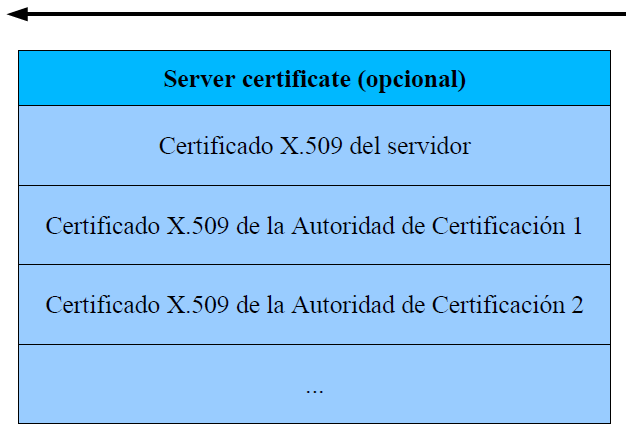 Server certificate (opcional)
Certificado X.509 del servidor
Certificado X.509 de la Autoridad de Certificación 1
Certificado X.509 de la Autoridad de Certificación 2
...